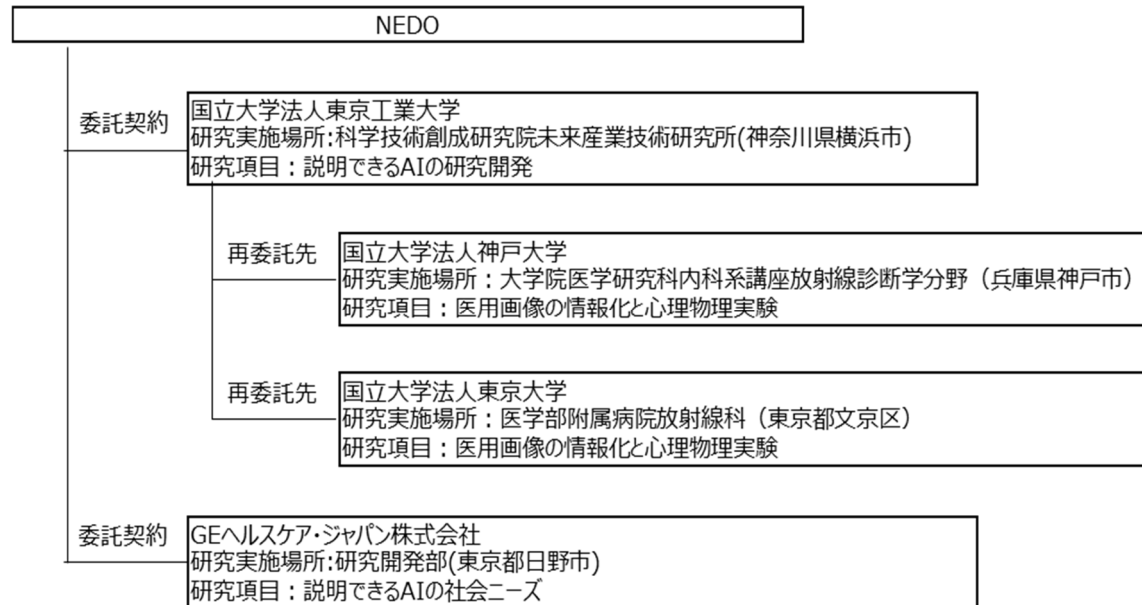 NEDO
委託契約
国立大学法人東京工業大学
研究実施場所:科学技術創成研究院未来産業技術研究所(神奈川県横浜市)
研究項目：説明できるAIの研究開発
再委託先
国立大学法人神戸大学
研究実施場所：大学院医学研究科内科系講座放射線診断学分野（兵庫県神戸市）
研究項目：医用画像の情報化と心理物理実験
再委託先
国立大学法人東京大学
研究実施場所：医学部附属病院放射線科（東京都文京区）
研究項目：医用画像の情報化と心理物理実験
委託契約
GEヘルスケア・ジャパン株式会社
研究実施場所:研究開発部(東京都日野市)
研究項目：説明できるAIの社会ニーズ